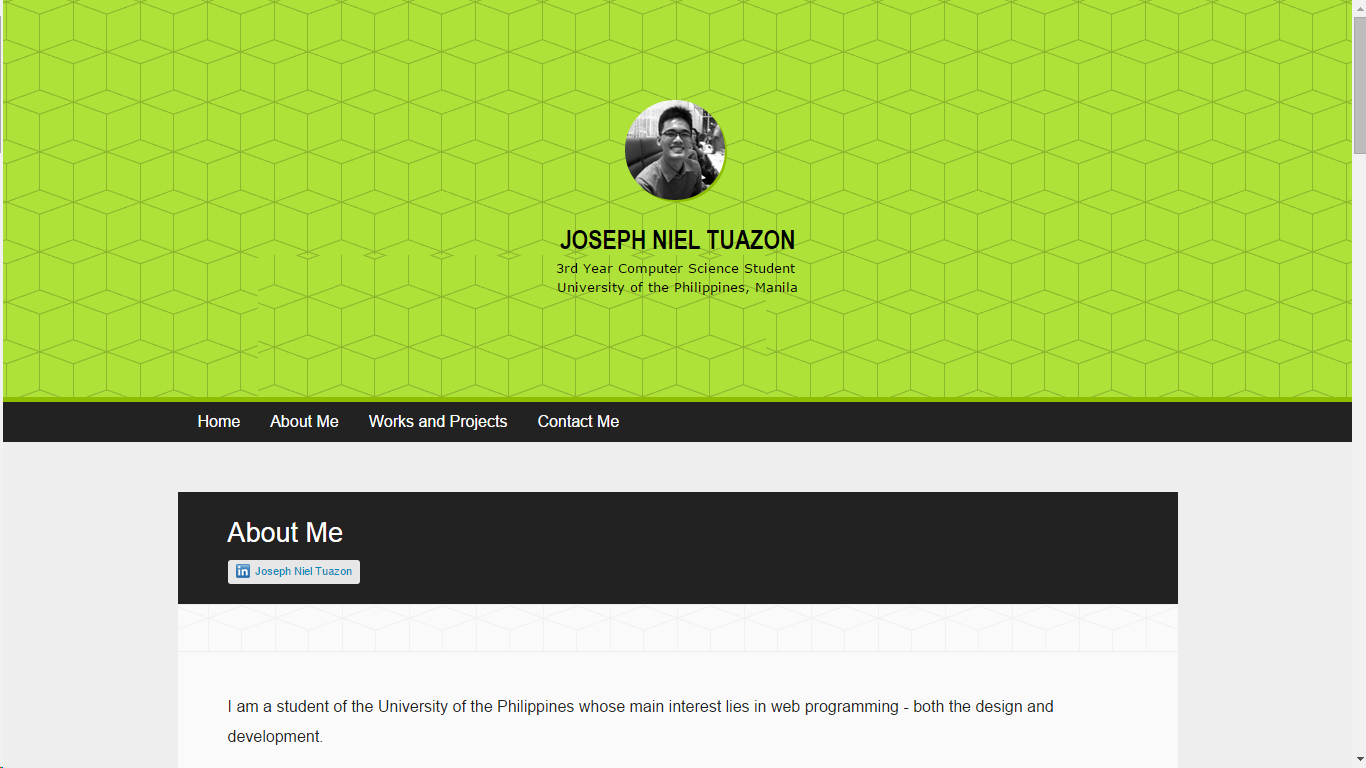 JOSEPH NIEL TUAZON
3rd Year Computer Science Student
University of the Philippines, Manila
Home About Me Works and Projects Contact Me
About Me
in Joseph Niel Tuazon
I am a student of the University of the Philippines whose main interest lies in web programming - both the design and
development.